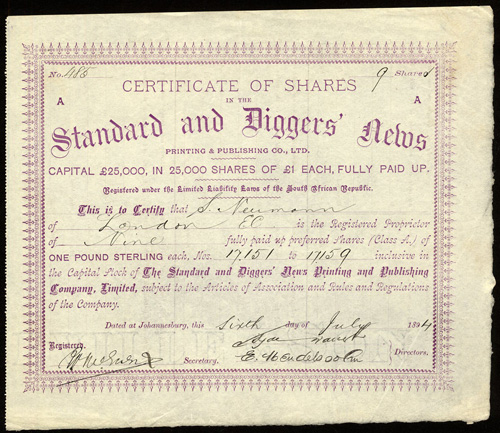 No. 485 9 Shares
CERTIFICATE OF SHARES
A IN THE A
Standard and Diggers' News
PRINTING & PUBLISHING CO., LTD.
CAPITAL £25,000, IN 25,000 SHARES OF £1 EACH, FULLY PAID UP.
Registered under the Limited Liability Laws of the South African Republic.
This is to Certify that S. Neumann
of London E.C. is the Registered Proprietor
of Nine fully paid up preferred Shares (Class A.) of
ONE POUND STERLING each, Nos. 17151 to 17159 inclusive in
the Capital Stock of The Standard and Diggers' News Printing and Publishing
Company, Limited, subject to the Articles of Association and Rules and Regulations
of the Company.
Dated at Johannesburg, this Sixth day of July 1894
Registered, Directors.
Secretary. E. Mendelssohn